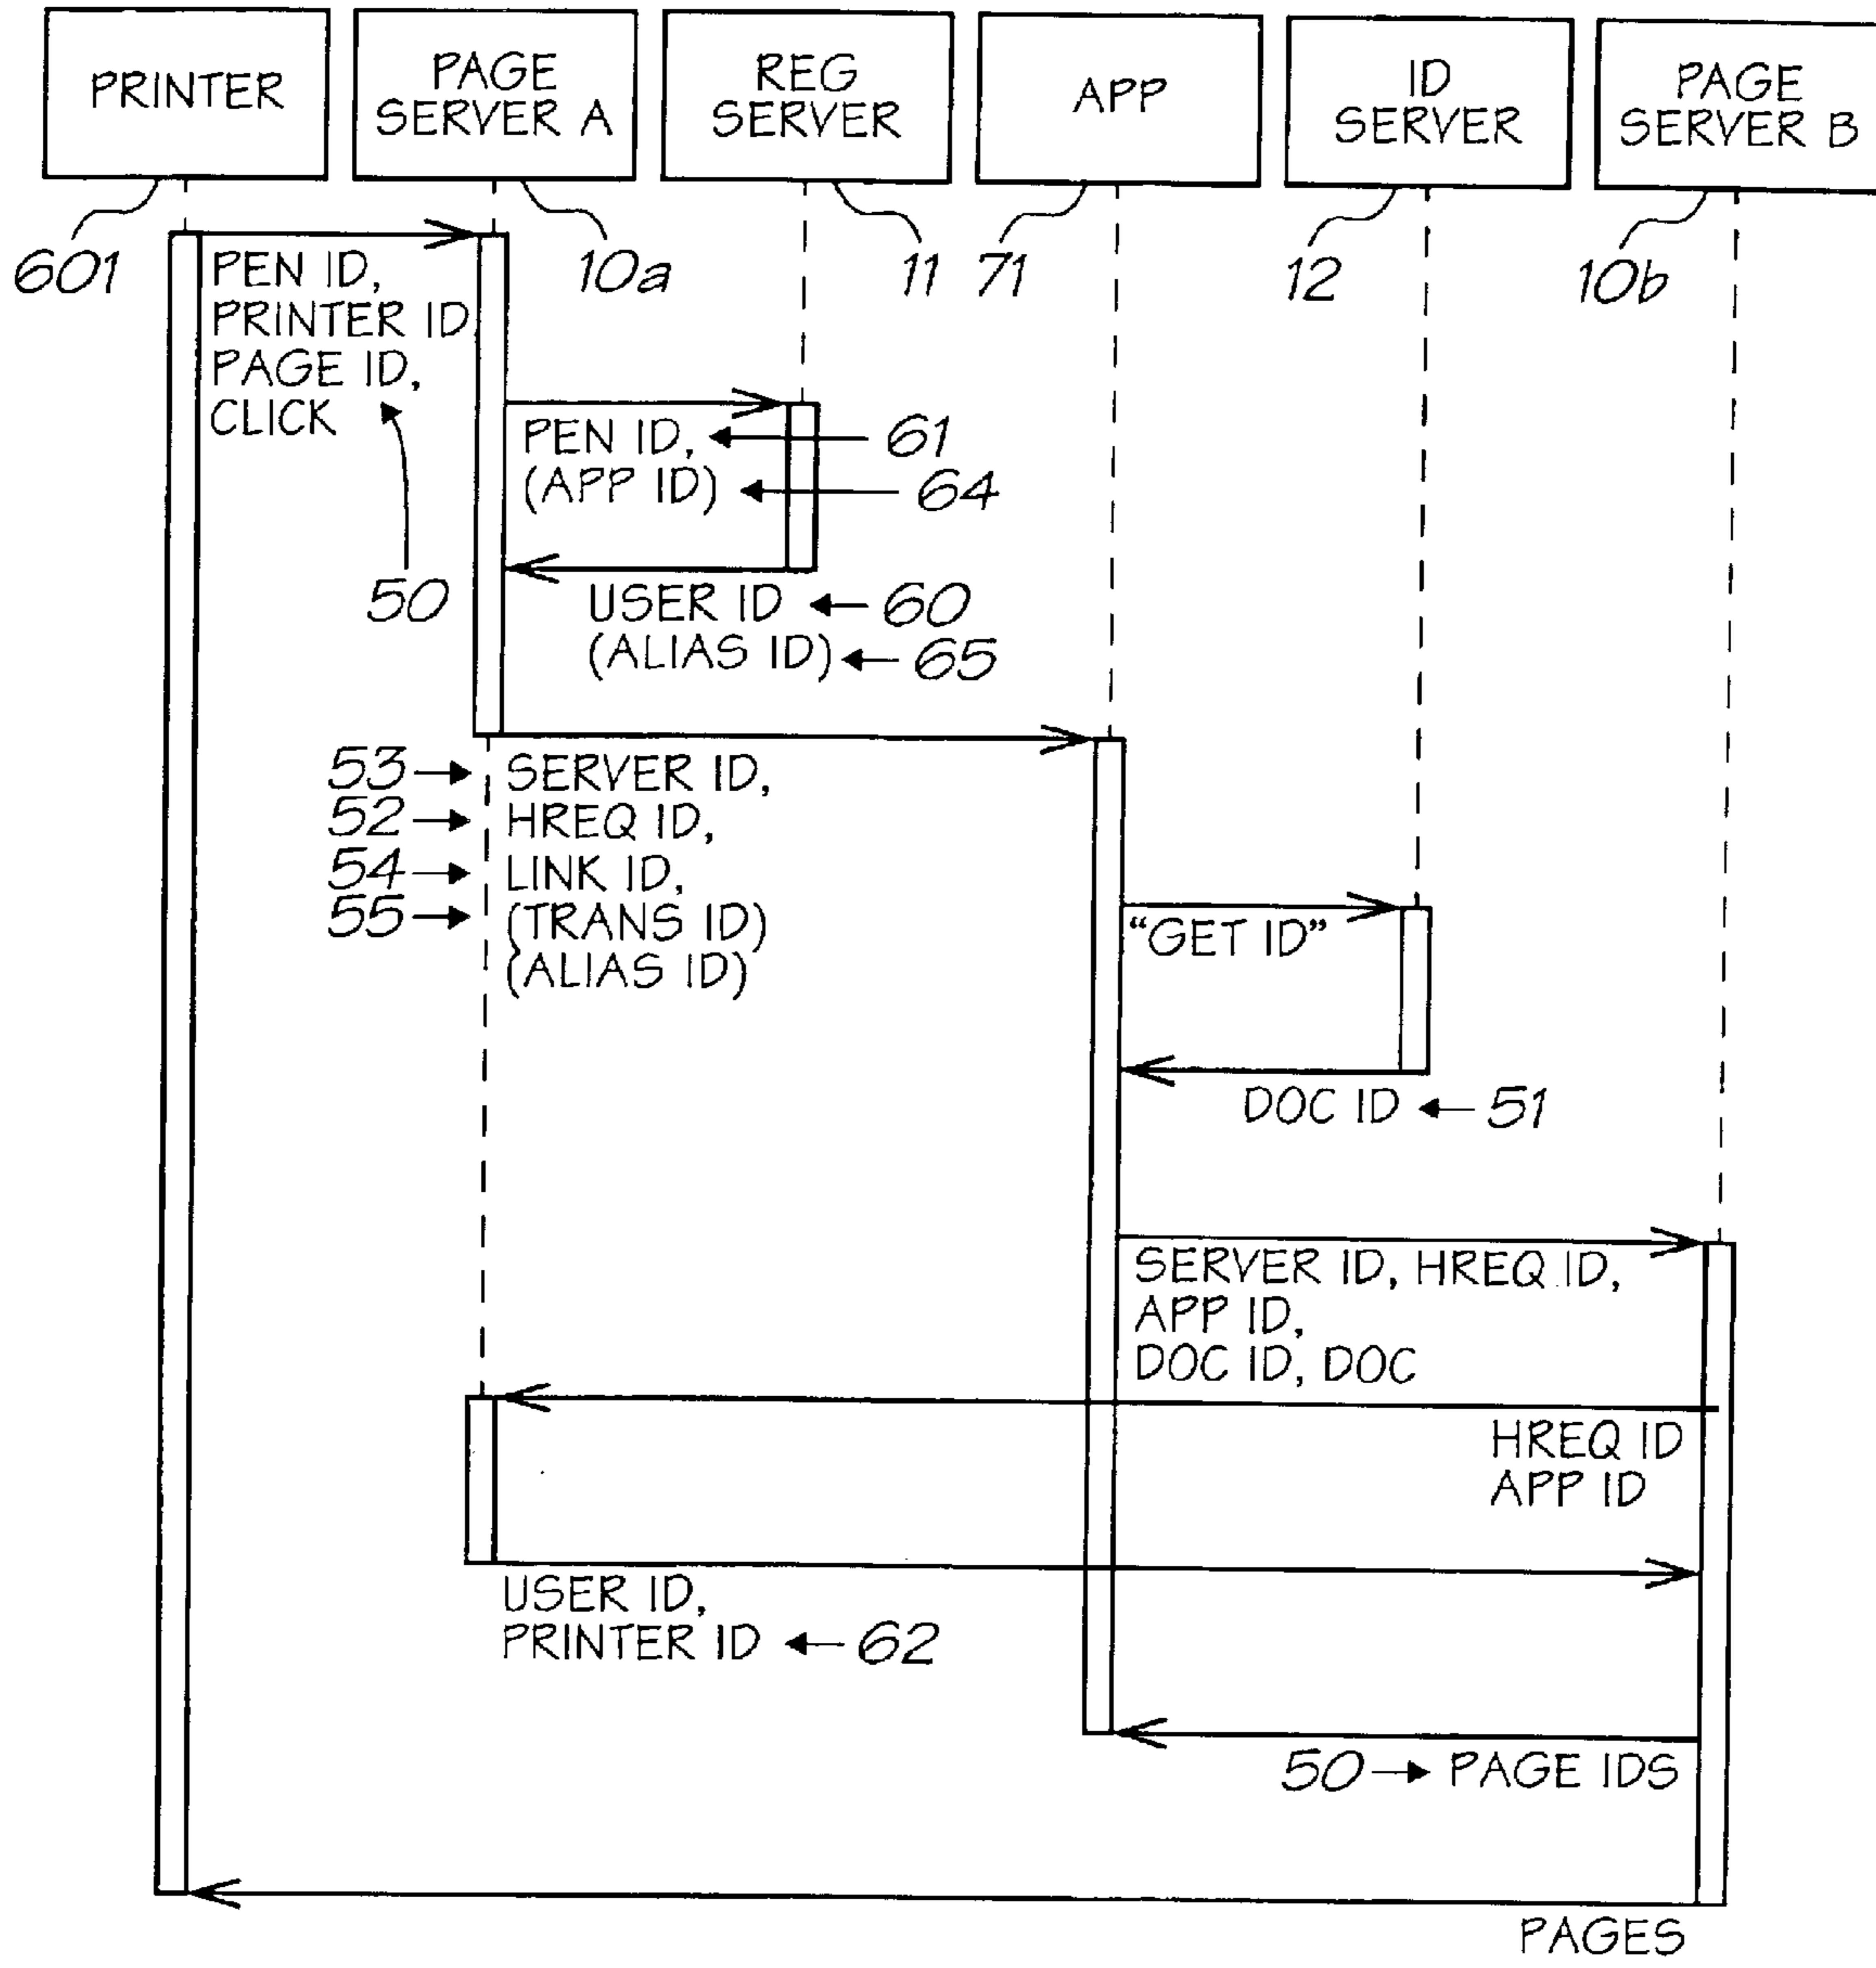 PRINTER
PAGE
SERVER A
REG
SERVER
APP
ID
SERVER
PAGE
SERVER B
601
10a
11
71
12
10b
PEN ID,
PRINTER ID
PAGE ID,
CLICK
50
PEN ID,
(APP ID)
61
64
USER ID
(ALIAS ID)
60
65
53
52
54
55
SERVER ID,
HREQ ID,
LINK ID,
(TRANS ID)
(ALIAS ID)
"GET ID"
DOC ID
51
SERVER ID, HREQ ID,
APP ID,
DOC ID, DOC
HREQ ID
APP ID
USER ID,
PRINTER ID
62
50
PAGE IDS
PAGES